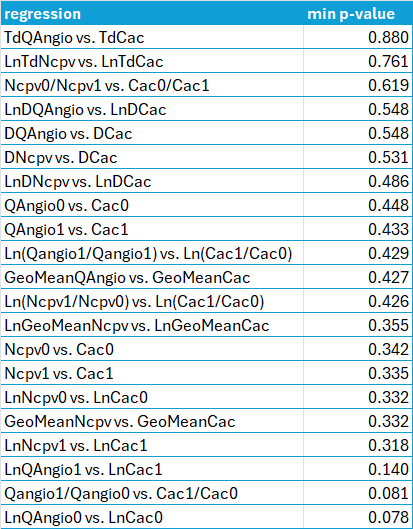 regression min p-value
TdQAngio vs. TdCac 0.880
LnTdNcpv vs. LnTdCac 0.761
Ncpv0/Ncpv1 vs. Cac0/Cac1 0.619
LnDQAngio vs. LnDCac 0.548
DQAngio vs. DCac 0.548
DNcpv vs. DCac 0.531
LnDNcpv vs. LnDCac 0.486
QAngio0 vs. Cac0 0.448
QAngio1 vs. Cac1 0.433
Ln(Qangio1/Qangio1) vs. Ln(Cac1/Cac0) 0.429
GeoMeanQAngio vs. GeoMeanCac 0.427
Ln(Ncpv1/Ncpv0) vs. Ln(Cac1/Cac0) 0.426
LnGeoMeanNcpv vs. LnGeoMeanCac 0.355
Ncpv0 vs. Cac0 0.342
Ncpv1 vs. Cac1 0.335
LnNcpv0 vs. LnCac0 0.332
GeoMeanNcpv vs. GeoMeanCac 0.332
LnNcpv1 vs. LnCac1 0.318
LnQAngio1 vs. LnCac1 0.140
Qangio1/Qangio0 vs. Cac1/Cac0 0.081
LnQAngio0 vs. LnCac0 0.078